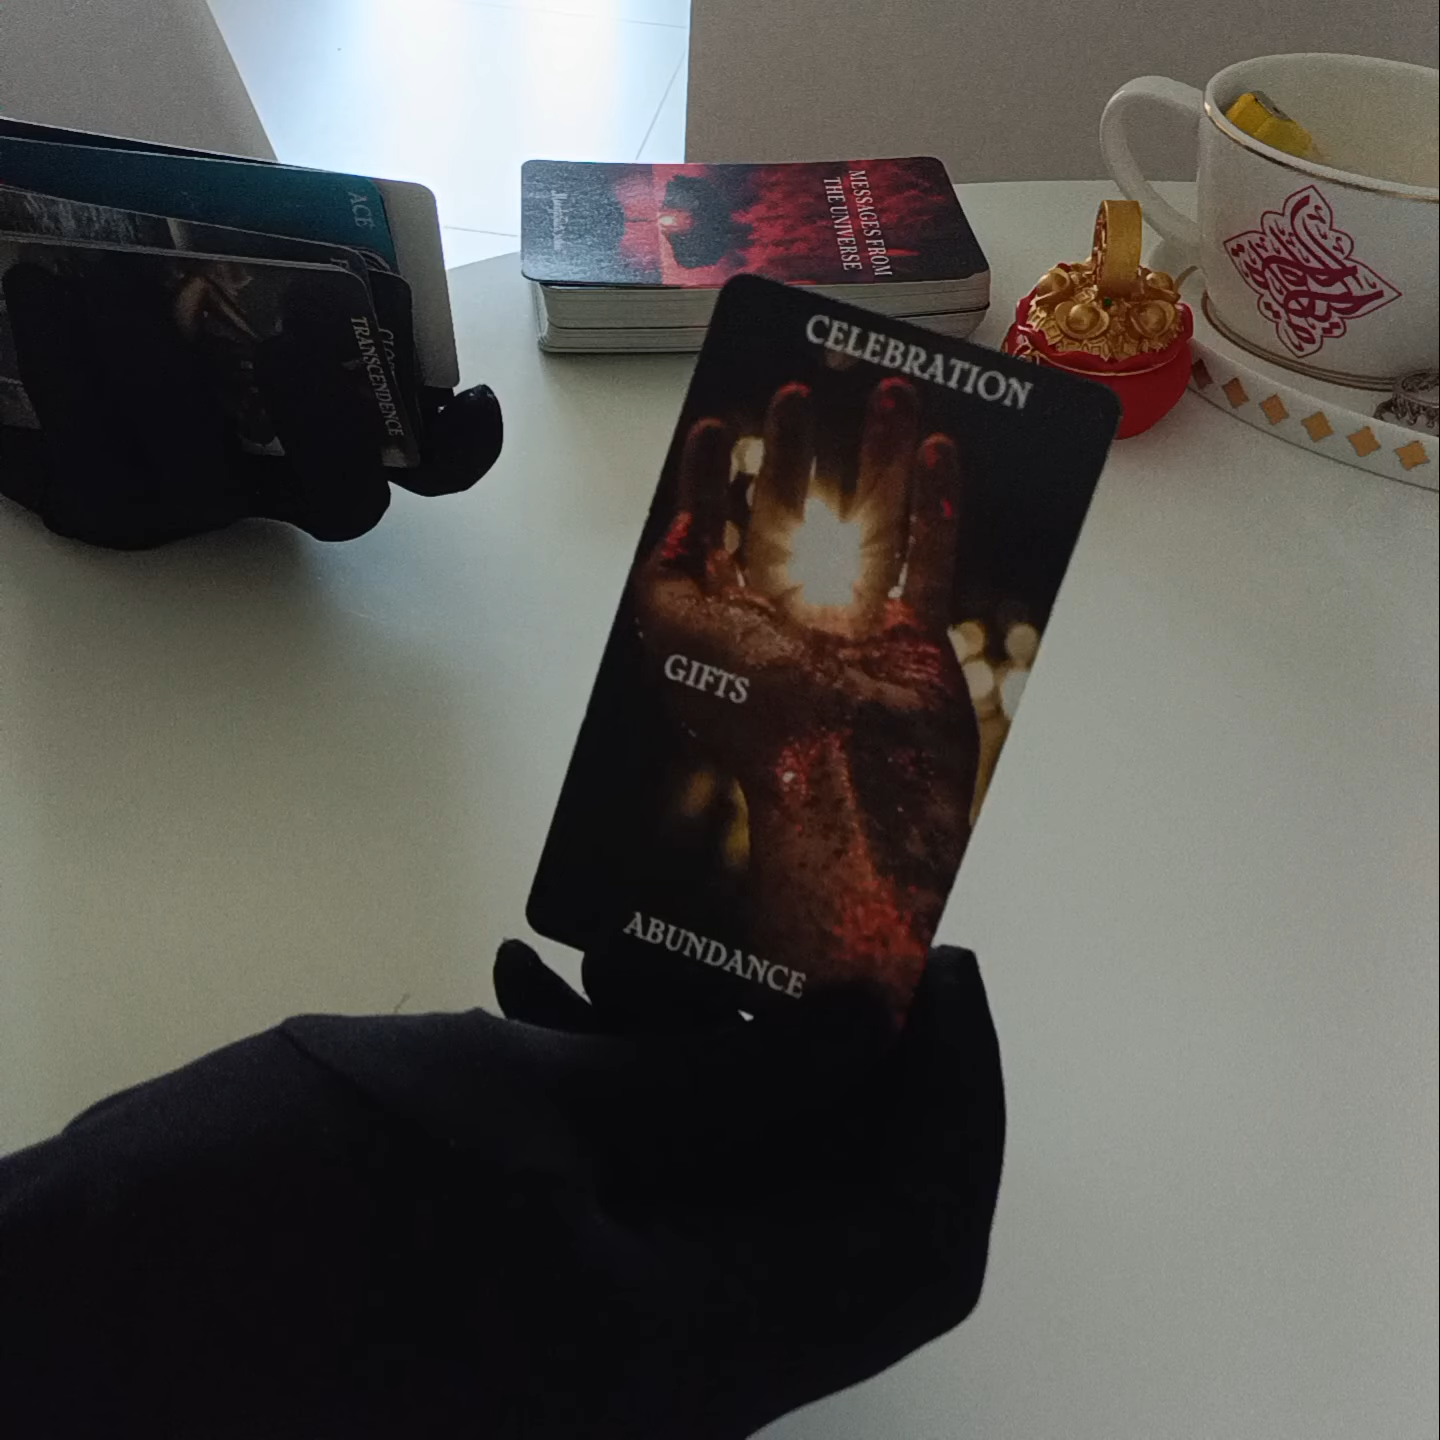 ACE
MESSAGES FROM
THE UNIVERSE
TRANSCENDENCE
CELEBRATION
GIFTS
ABUNDANCE